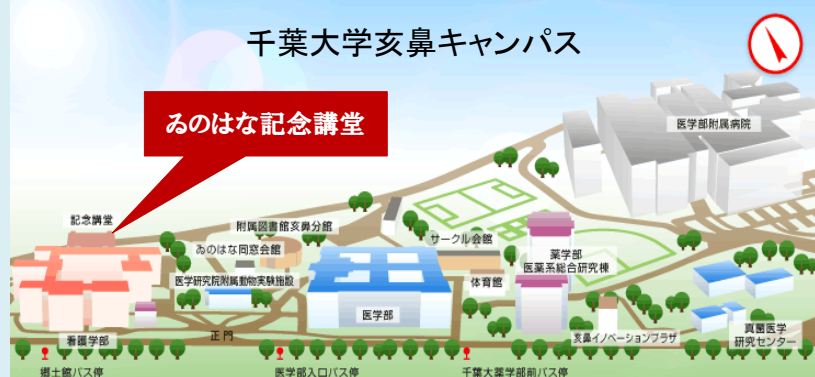 千葉大学亥鼻キャンパス
ゐのはな記念講堂
医学部附属病院
記念講堂
附属図書館亥鼻分館
ゐのはな同窓会館
サークル会館
薬学部
医薬系総合研究棟
医学研究院附属動物実験施設
体育館
医学部
正門
看護学部
亥鼻イノベーションプラザ
真菌医学
研究センター
郷土館バス停
医学部入口バス停
千葉大薬学部前バス停